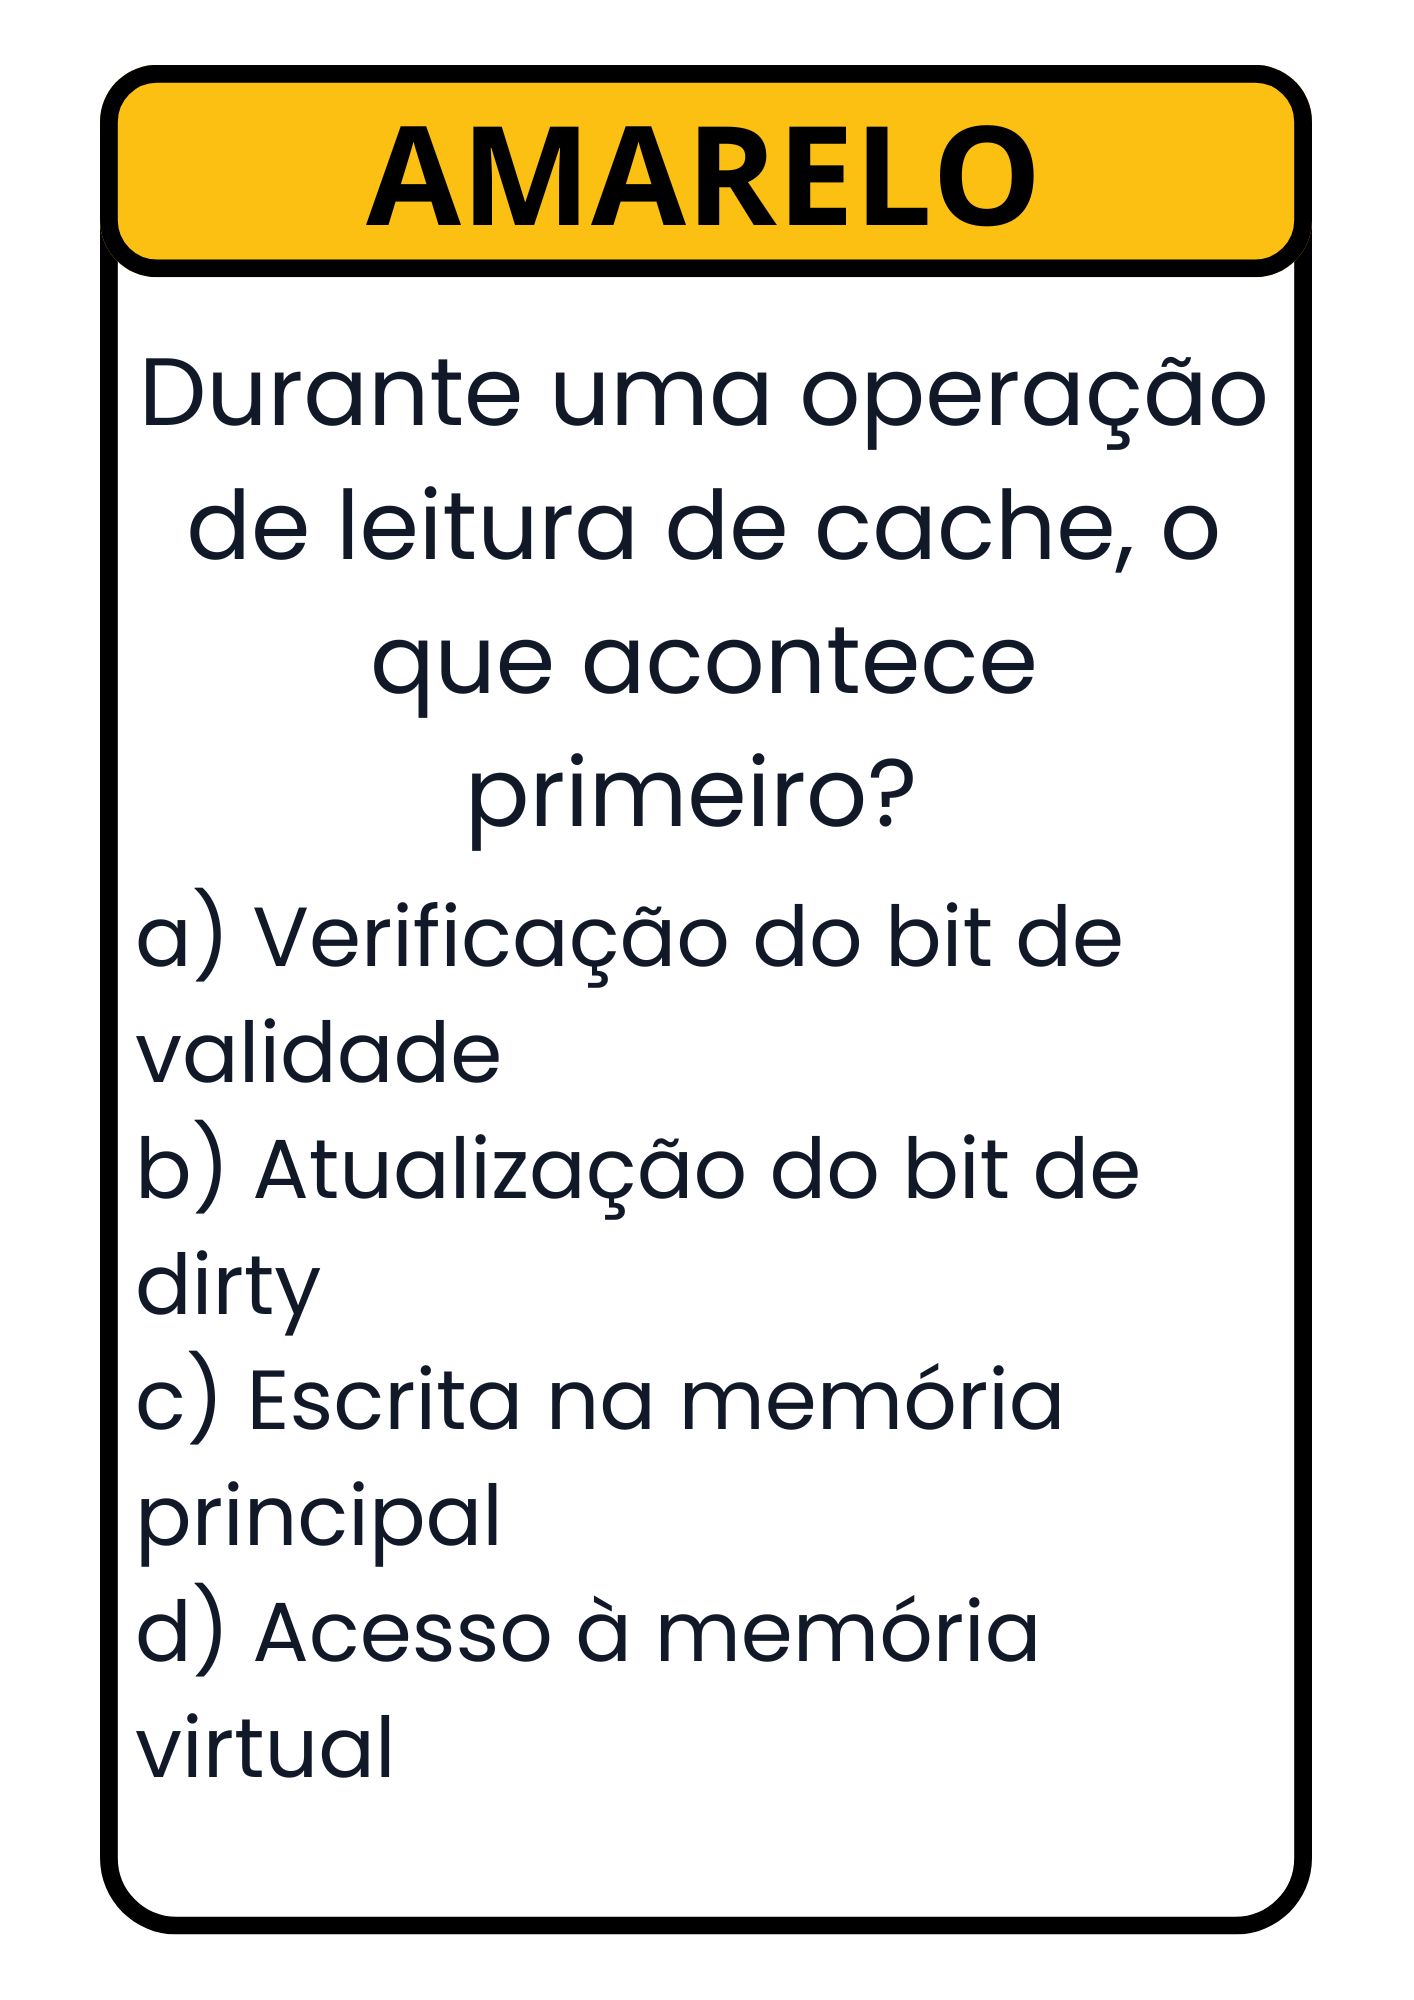 AMARELO
Durante uma operação
de leitura de cache, o
que acontece
primeiro?
a) Verificação do bit de
validade
b) Atualização do bit de
dirty
c) Escrita na memória
principal
d) Acesso à memória
virtual